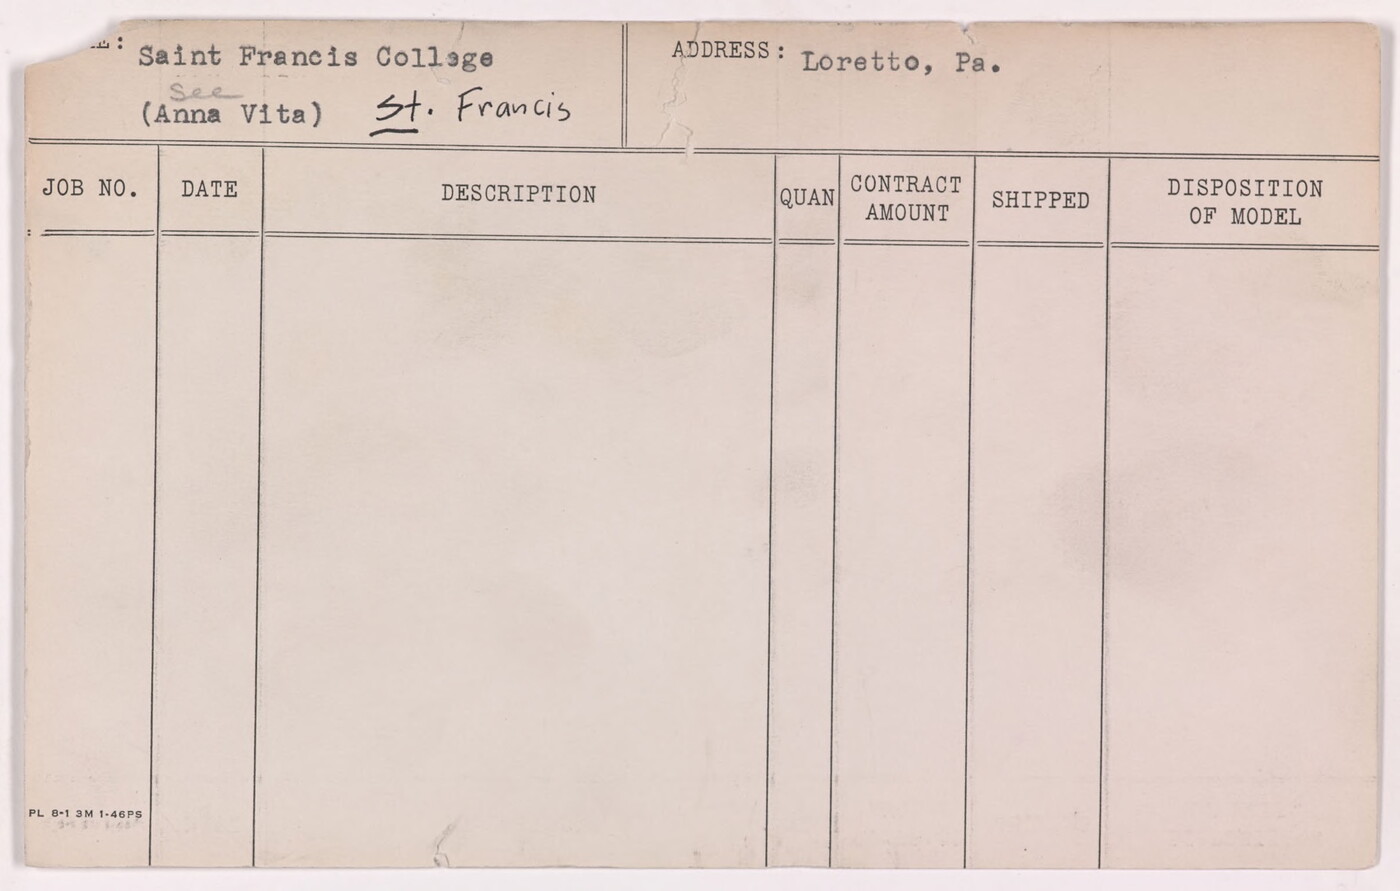 Saint Francis College
See
(Anna Vita) St. Francis
ADDRESS: Loretto, Pa.
JOB NO.
DATE
DESCRIPTION
QUAN
CONTRACT
AMOUNT
SHIPPED
DISPOSITION
OF MODEL
PL 8-1 3M 1-46PS